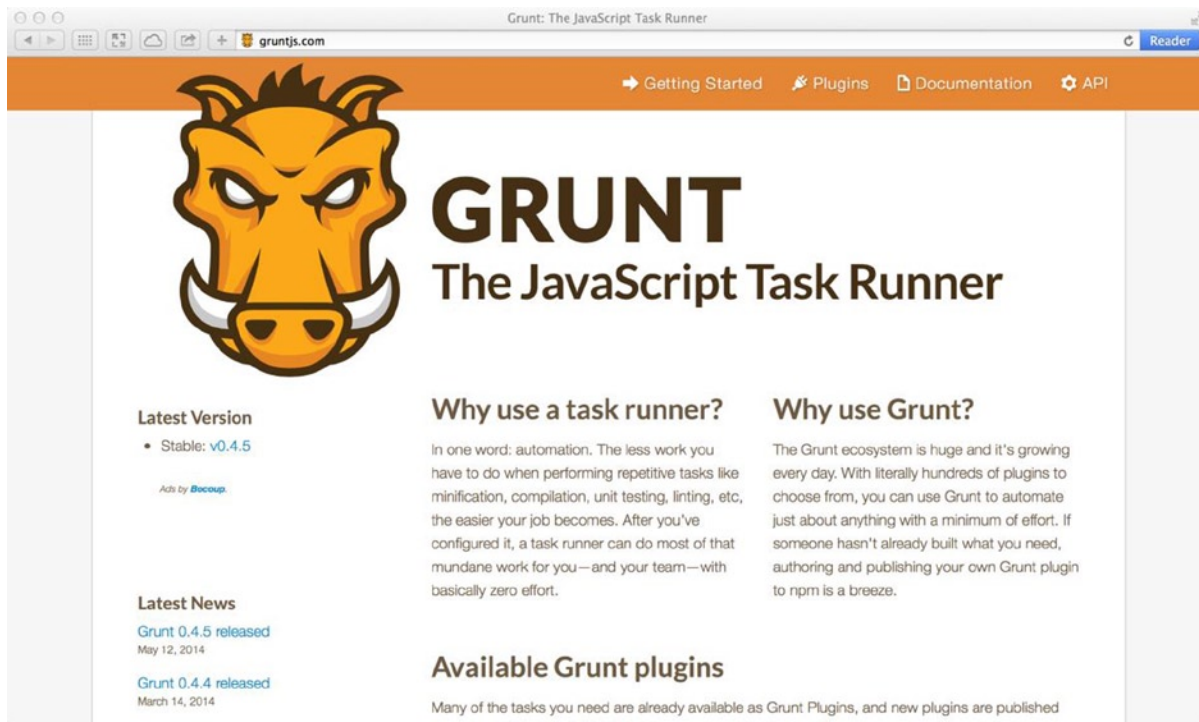 Grunt: The JavaScript Task Runner
gruntjs.com
Reader
Getting Started
Plugins
Documentation
API
GRUNT
The JavaScript Task Runner
Latest Version
• Stable: v0.4.5
Ads by Bocoup.
Latest News
Grunt 0.4.5 released
May 12, 2014
Grunt 0.4.4 released
March 14, 2014
Why use a task runner?
In one word: automation. The less work you
have to do when performing repetitive tasks like
minification, compilation, unit testing, linting, etc,
the easier your job becomes. After you've
configured it, a task runner can do most of that
mundane work for you—and your team—with
basically zero effort.
Why use Grunt?
The Grunt ecosystem is huge and it's growing
every day. With literally hundreds of plugins to
choose from, you can use Grunt to automate
just about anything with a minimum of effort. If
someone hasn't already built what you need,
authoring and publishing your own Grunt plugin
to npm is a breeze.
Available Grunt plugins
Many of the tasks you need are already available as Grunt Plugins, and new plugins are published